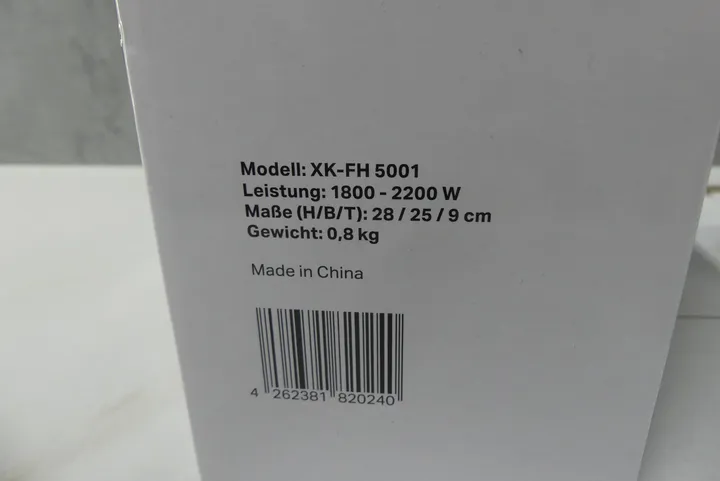 Modell: XK-FH 5001
Leistung: 1800 - 2200 W
Maße (H/B/T): 28 / 25 / 9 cm
Gewicht: 0,8 kg
Made in China
4 262381 820240